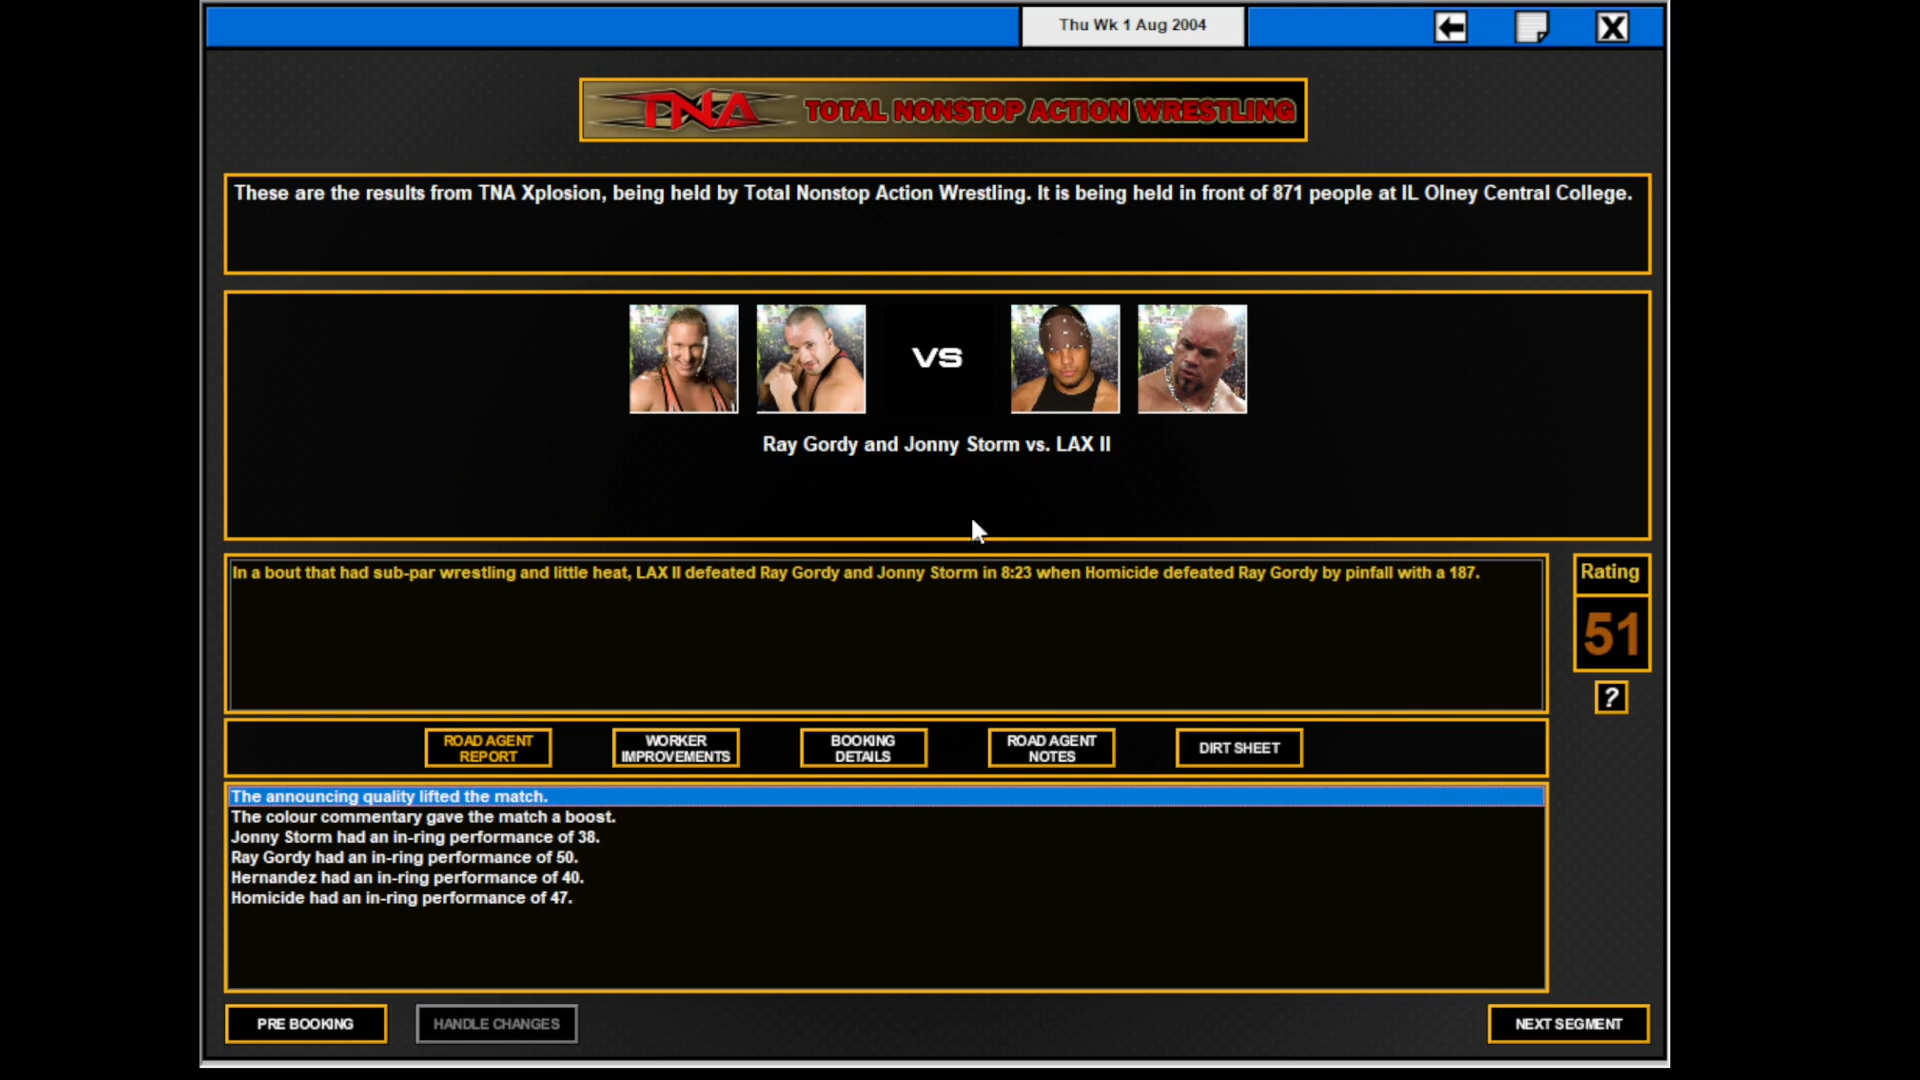 Thu Wk 1 Aug 2004
TNA TOTAL NONSTOP ACTION WRESTLING
These are the results from TNA Xplosion, being held by Total Nonstop Action Wrestling. It is being held in front of 871 people at IL Olney Central College.
VS
Ray Gordy and Jonny Storm vs. LAX II
In a bout that had sub-par wrestling and little heat, LAX II defeated Ray Gordy and Jonny Storm in 8:23 when Homicide defeated Ray Gordy by pinfall with a 187.
Rating
51
?
ROAD AGENT
REPORT
WORKER
IMPROVEMENTS
BOOKING
DETAILS
ROAD AGENT
NOTES
DIRT SHEET
The announcing quality lifted the match.
The colour commentary gave the match a boost.
Jonny Storm had an in-ring performance of 38.
Ray Gordy had an in-ring performance of 50.
Hernandez had an in-ring performance of 40.
Homicide had an in-ring performance of 47.
PRE BOOKING
HANDLE CHANGES
NEXT SEGMENT